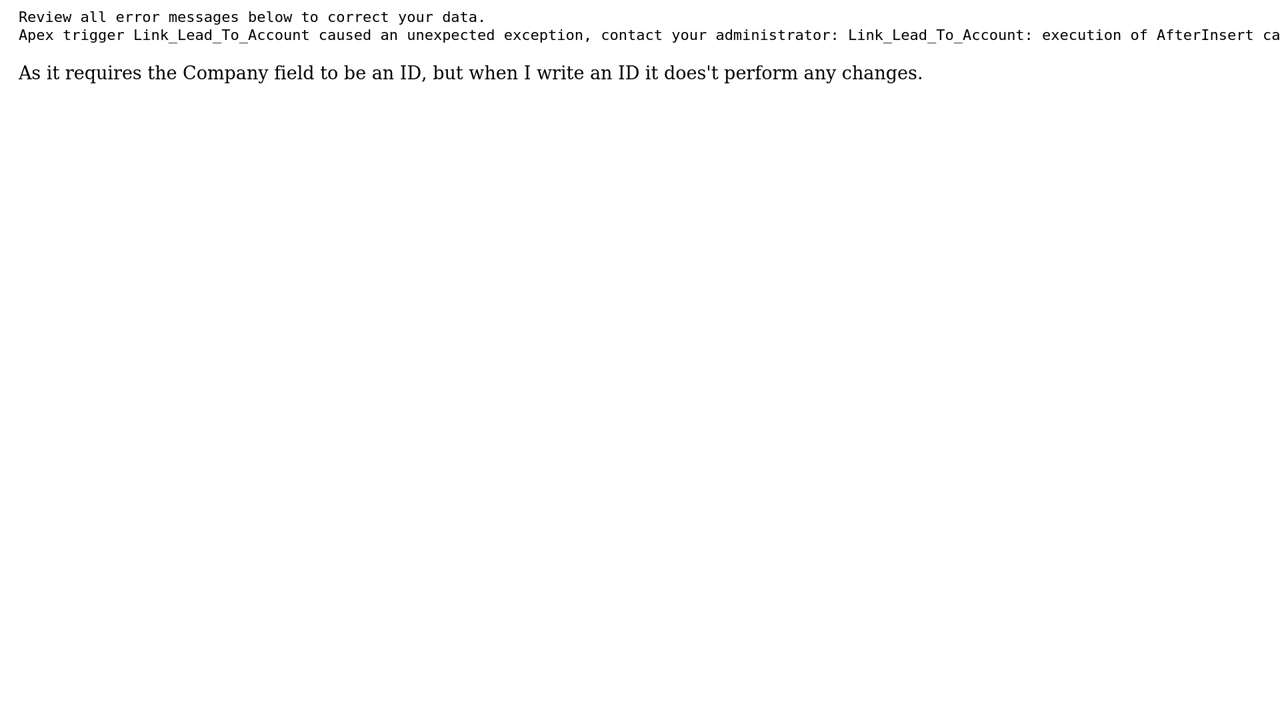 Review all error messages below to correct your data.
Apex trigger Link_Lead_To_Account caused an unexpected exception, contact your administrator: Link_Lead_To_Account: execution of AfterInsert ca
As it requires the Company field to be an ID, but when I write an ID it does't perform any changes.